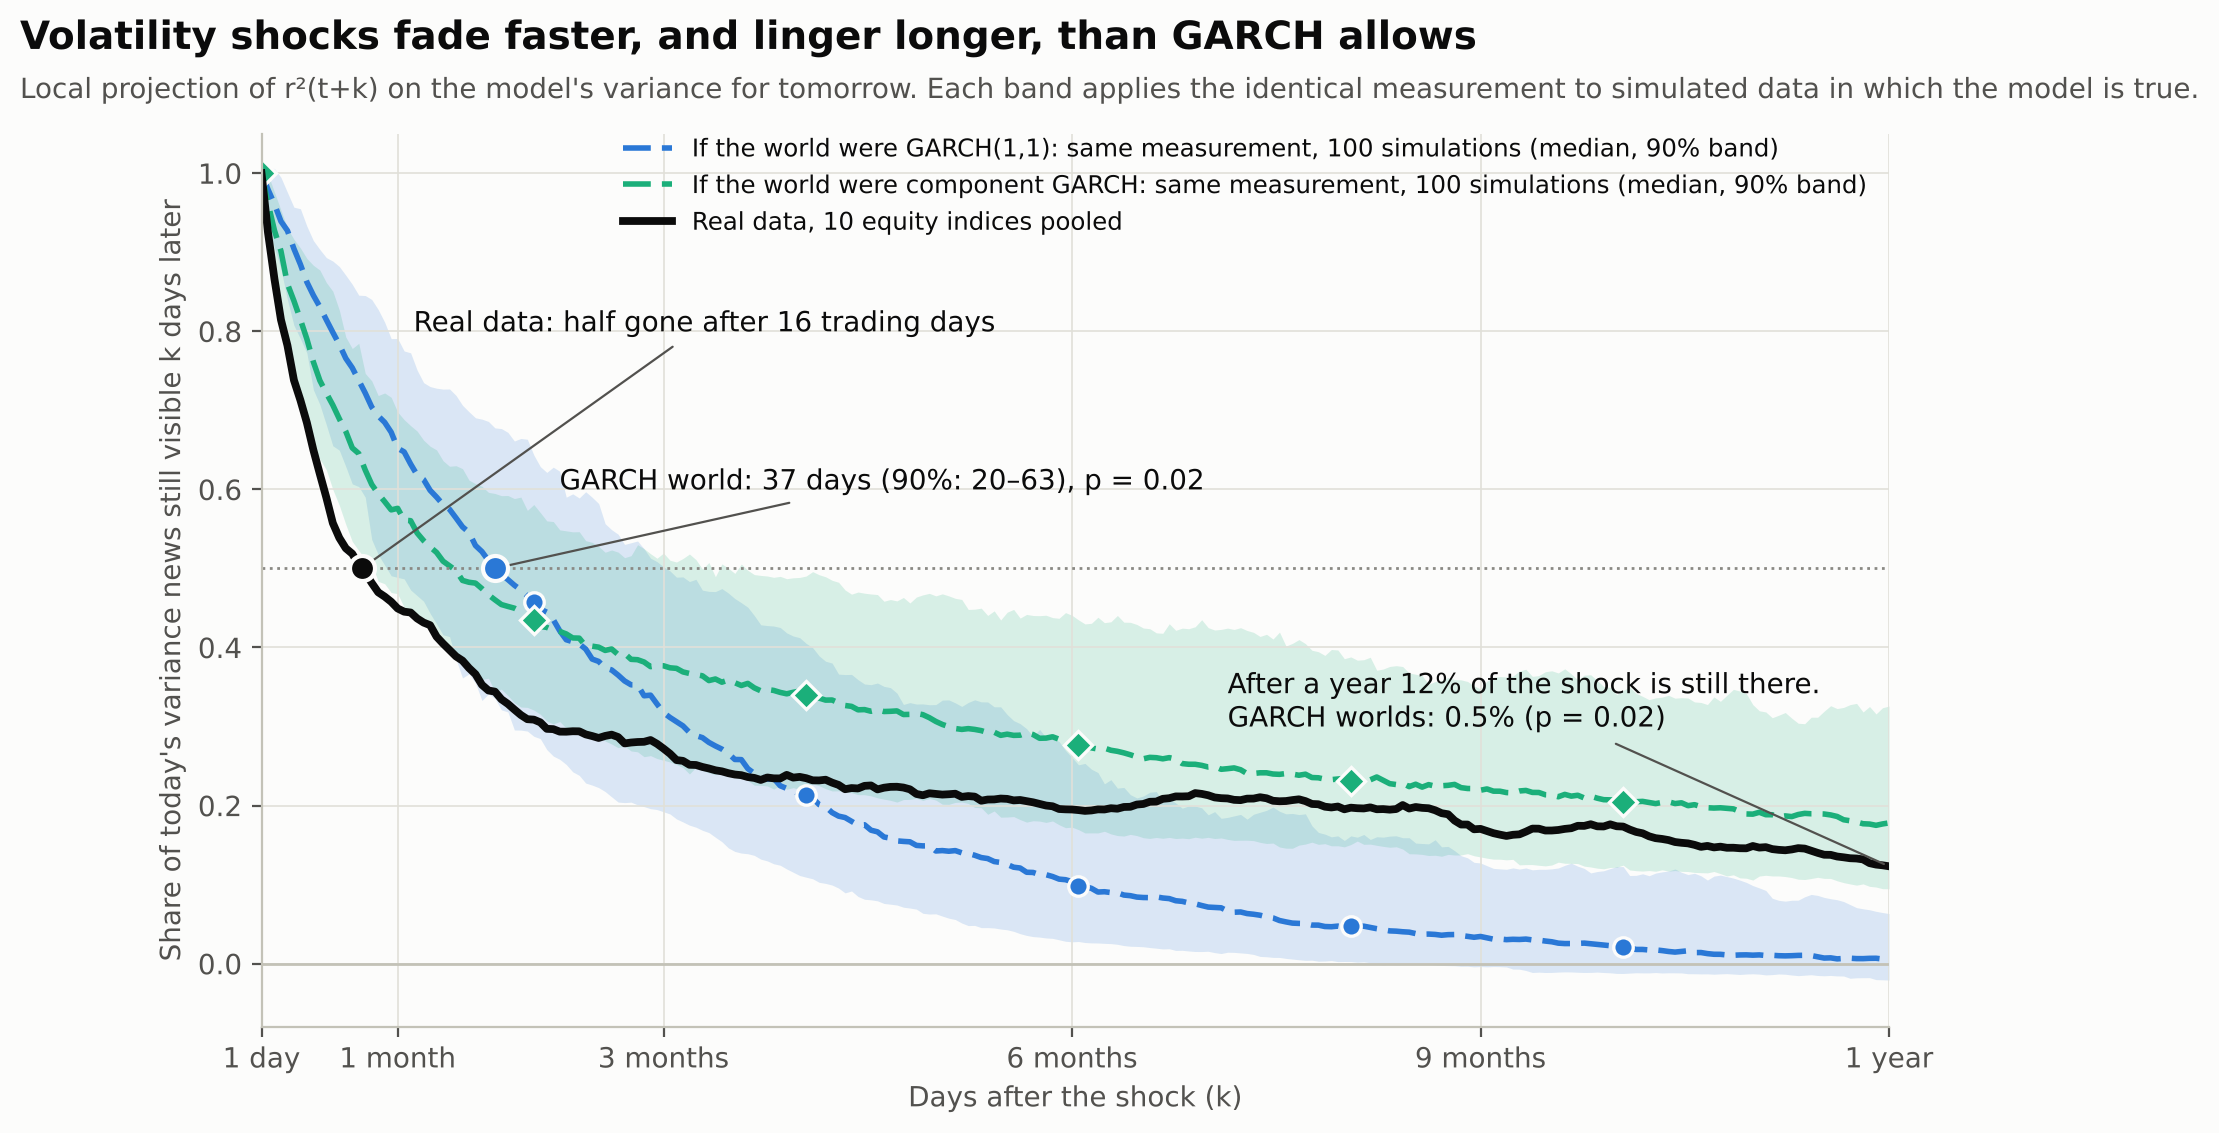 Volatility shocks fade faster, and linger longer, than GARCH allows
Local projection of r²(t+k) on the model's variance for tomorrow. Each band applies the identical measurement to simulated data in which the model is true.
If the world were GARCH(1,1): same measurement, 100 simulations (median, 90% band)
If the world were component GARCH: same measurement, 100 simulations (median, 90% band)
Real data, 10 equity indices pooled
Share of today's variance news still visible k days later
1.0
0.8
0.6
0.4
0.2
0.0
Real data: half gone after 16 trading days
GARCH world: 37 days (90%: 20–63), p = 0.02
After a year 12% of the shock is still there.
GARCH worlds: 0.5% (p = 0.02)
1 day
1 month
3 months
6 months
9 months
1 year
Days after the shock (k)